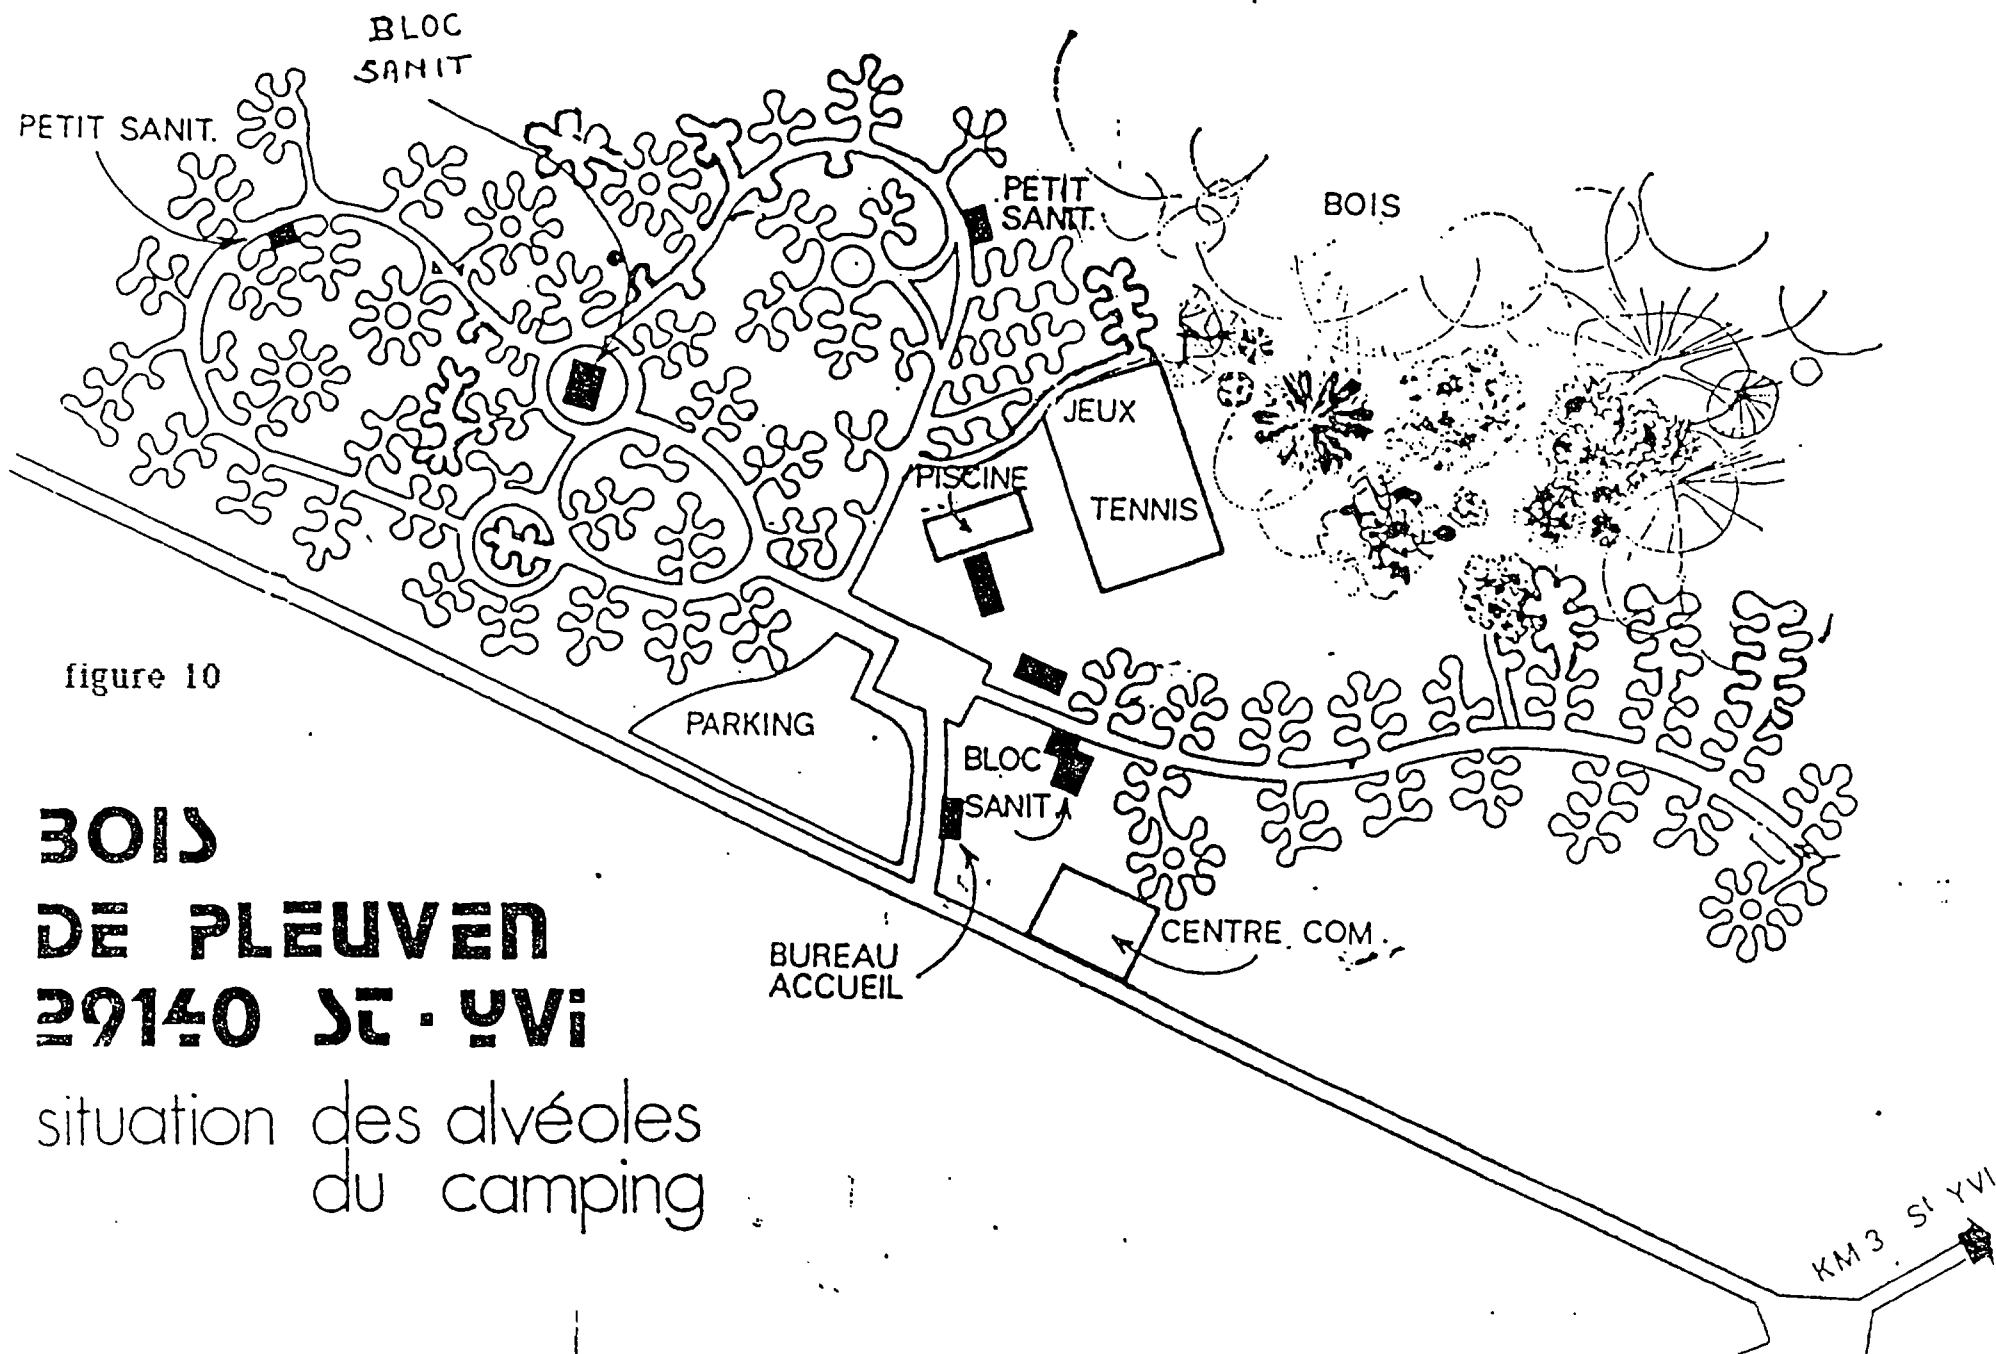 BLOC
SANIT
PETIT SANIT.
PETIT
SANIT.
BOIS
JEUX
PISCINE
TENNIS
figure 10
PARKING
BLOC
SANIT
BUREAU
ACCUEIL
CENTRE COM.
BOIS
DE PLEUVEN
29140 ST · YVi
situation des alvéoles
du camping
KM 3 St YVI